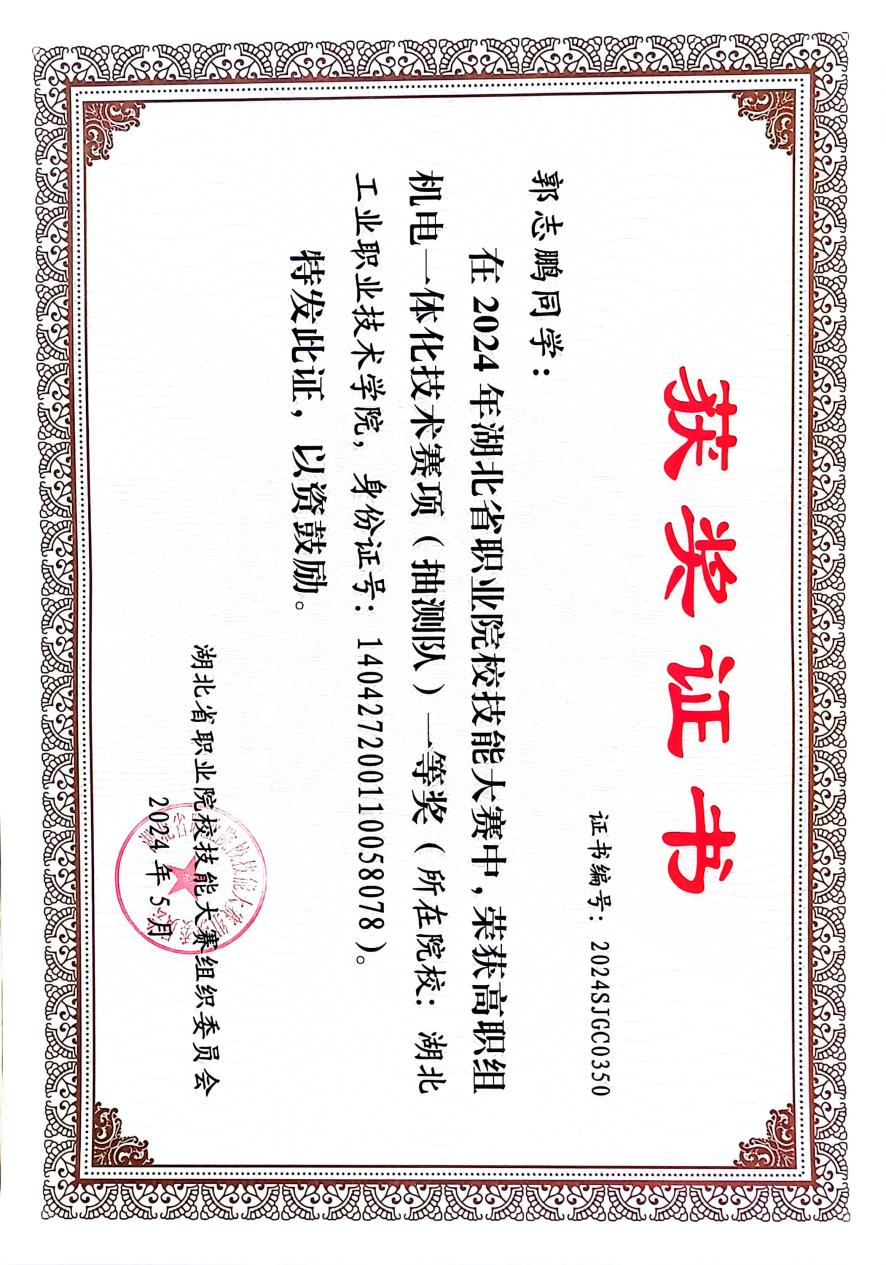 获奖证书
证书编号：2024SJGC0350
郭志鹏同学：
在2024年湖北省职业院校技能大赛中，荣获高职组
机电一体化技术赛项（抽测队）一等奖（所在院校：湖北
工业职业技术学院，身份证号：140427200110058078）。
特发此证，以资鼓励。
湖北省职业院校技能大赛组织委员会
2024年5月